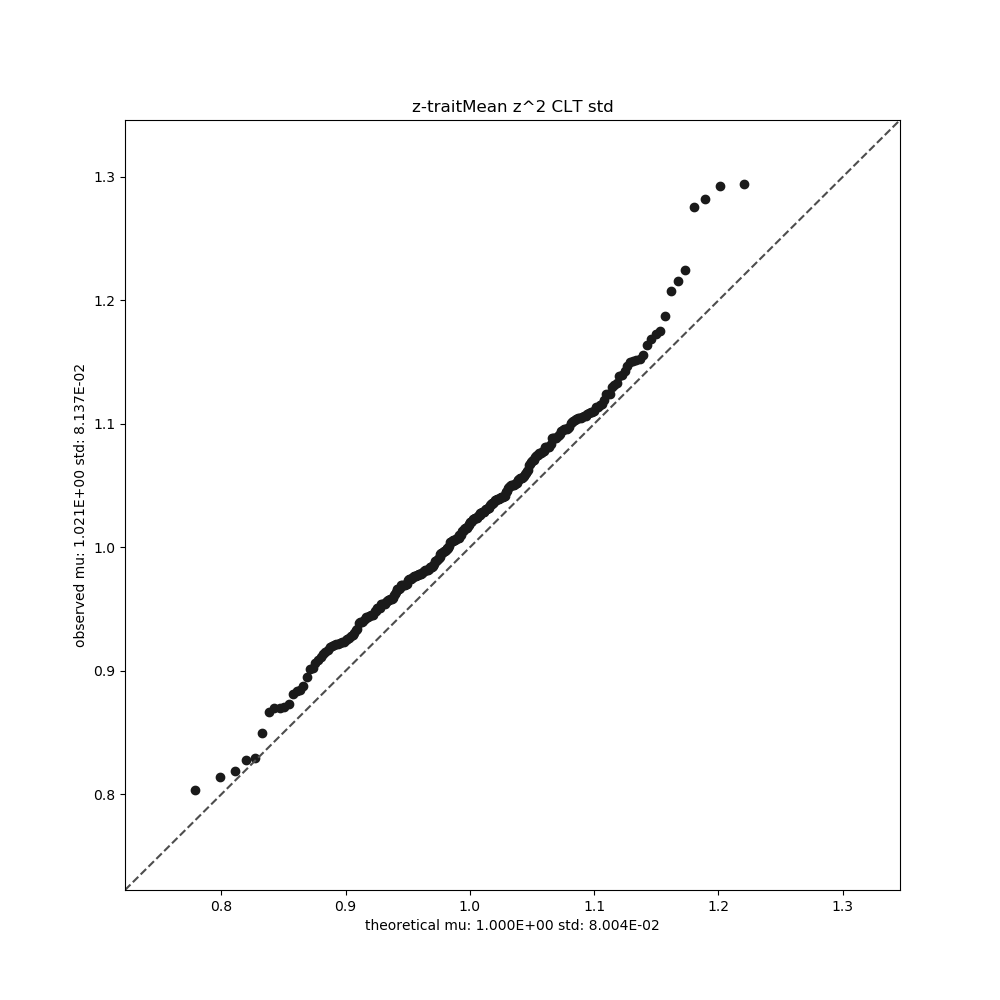 z-traitMean z^2 CLT std
observed mu: 1.021E+00 std: 8.137E-02
1.3
1.2
1.1
1.0
0.9
0.8
0.8 0.9 1.0 1.1 1.2 1.3
theoretical mu: 1.000E+00 std: 8.004E-02